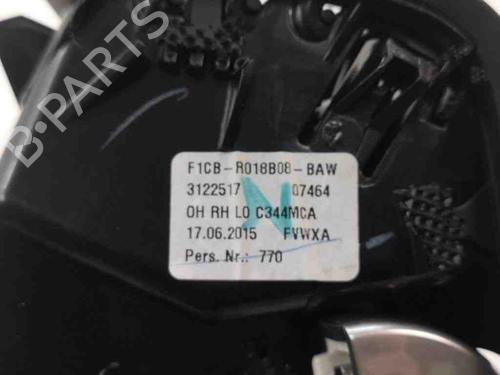 B-PARTS
F1CB-R018B08-BAW
3122517 07464
OH RH LO C344MCA
17.06.2015 FVWXA
Pers. Nr.: 770